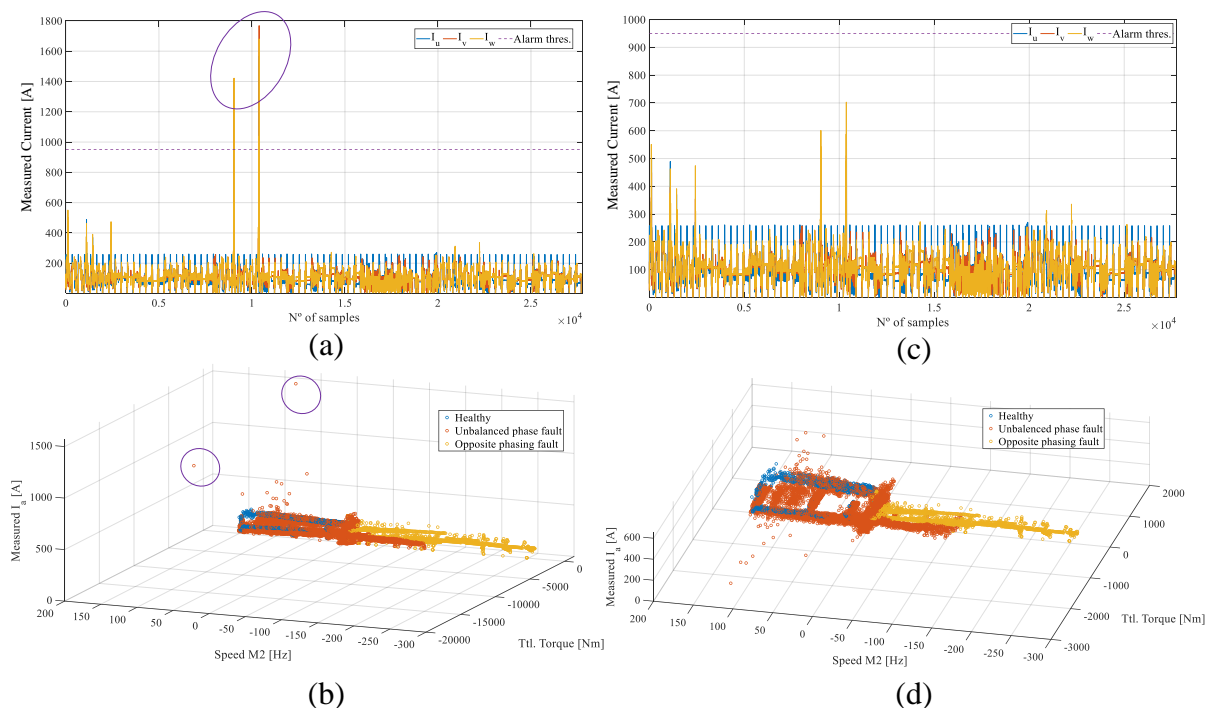 1800
1600
1400
1200
1000
800
600
400
200
Measured Current [A]
I_u I_v I_w Alarm thres.
0 0.5 1 1.5 2 2.5
Nº of samples
×10^4
(a)
1000
900
800
700
600
500
400
300
200
100
Measured Current [A]
I_u I_v I_w Alarm thres.
0 0.5 1 1.5 2 2.5
Nº of samples
×10^4
(c)
Healthy
Unbalenced phase fault
Opposite phasing fault
1500
1000
500
0
Measured I_a [A]
200 150 100 50 0 -50 -100 -150 -200 -250 -300
Speed M2 [Hz]
0
-5000
-10000
-15000
-20000
Ttl. Torque [Nm]
(b)
Healthy
Unbalenced phase fault
Opposite phasing fault
600
400
200
0
Measured I_a [A]
200 150 100 50 0 -50 -100 -150 -200 -250 -300
Speed M2 [Hz]
2000
1000
0
-1000
-2000
-3000
Ttl. Torque [Nm]
(d)